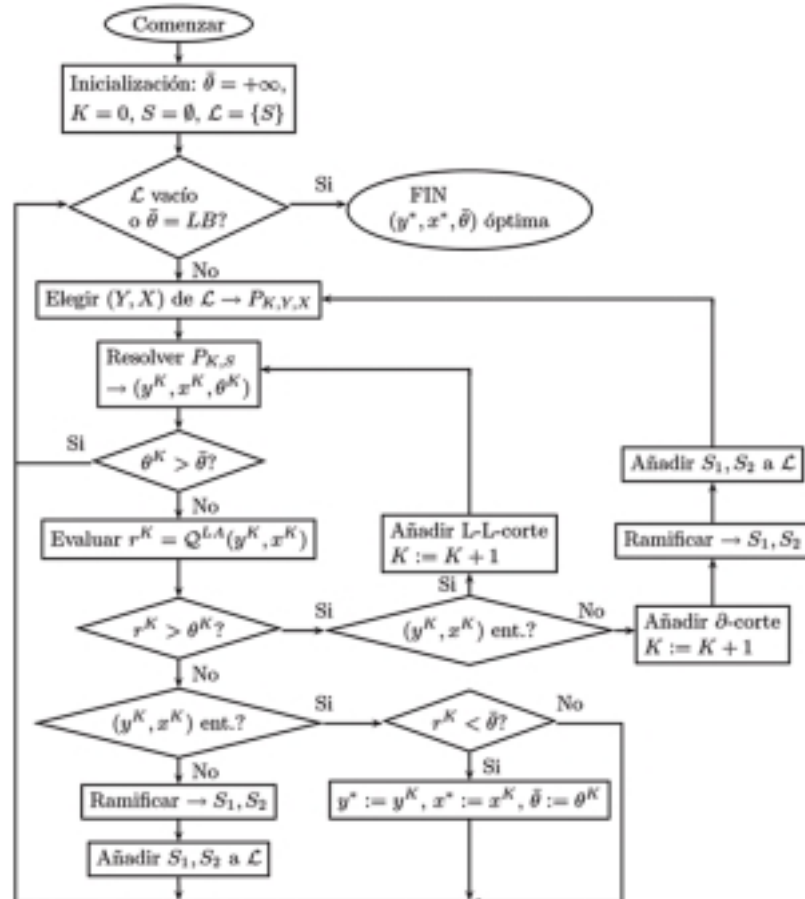 Comenzar
Inicialización: θ̄ = +∞,
K = 0, S = ∅, ℒ = {S}
ℒ vacío
o θ̄ = LB?
Si
FIN
(y*, x*, θ̄) óptima
No
Elegir (Y, X) de ℒ → P_{K,Y,X}
Resolver P_{K,S}
→ (y^K, x^K, θ^K)
Si
θ^K > θ̄?
Añadir S₁, S₂ a ℒ
No
Evaluar r^K = Q^{LA}(y^K, x^K)
Añadir L-L-corte
K := K + 1
Ramificar → S₁, S₂
Si
r^K > θ^K?
Si
(y^K, x^K) ent.?
No
Añadir ∂-corte
K := K + 1
No
(y^K, x^K) ent.?
Si
r^K < θ̄?
No
No
Si
Ramificar → S₁, S₂
y* := y^K, x* := x^K, θ̄ := θ^K
Añadir S₁, S₂ a ℒ